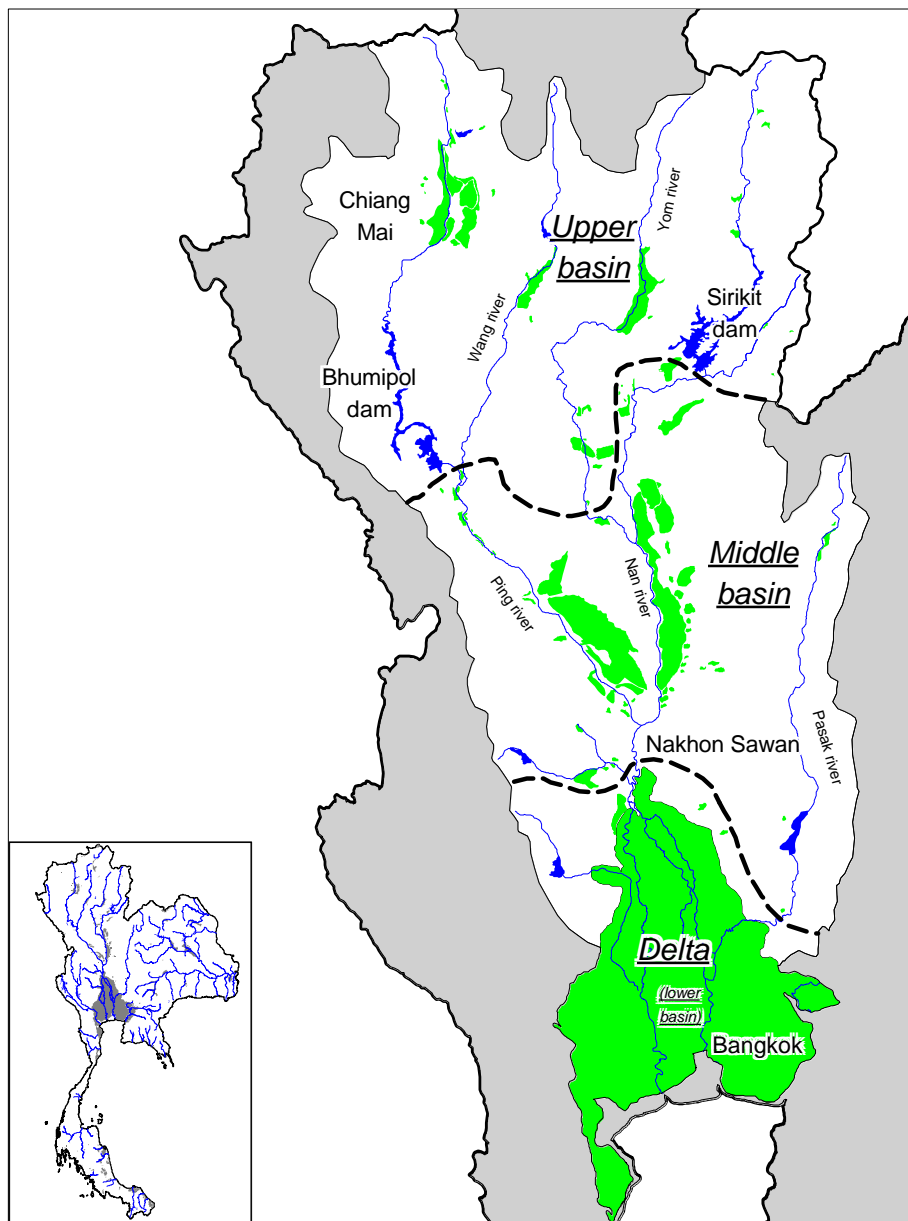 Chiang
Mai
Upper
basin
Yom river
Sirikit
dam
Wang river
Bhumipol
dam
Middle
basin
Ping river
Nan river
Pasak river
Nakhon Sawan
Delta
(lower
basin)
Bangkok